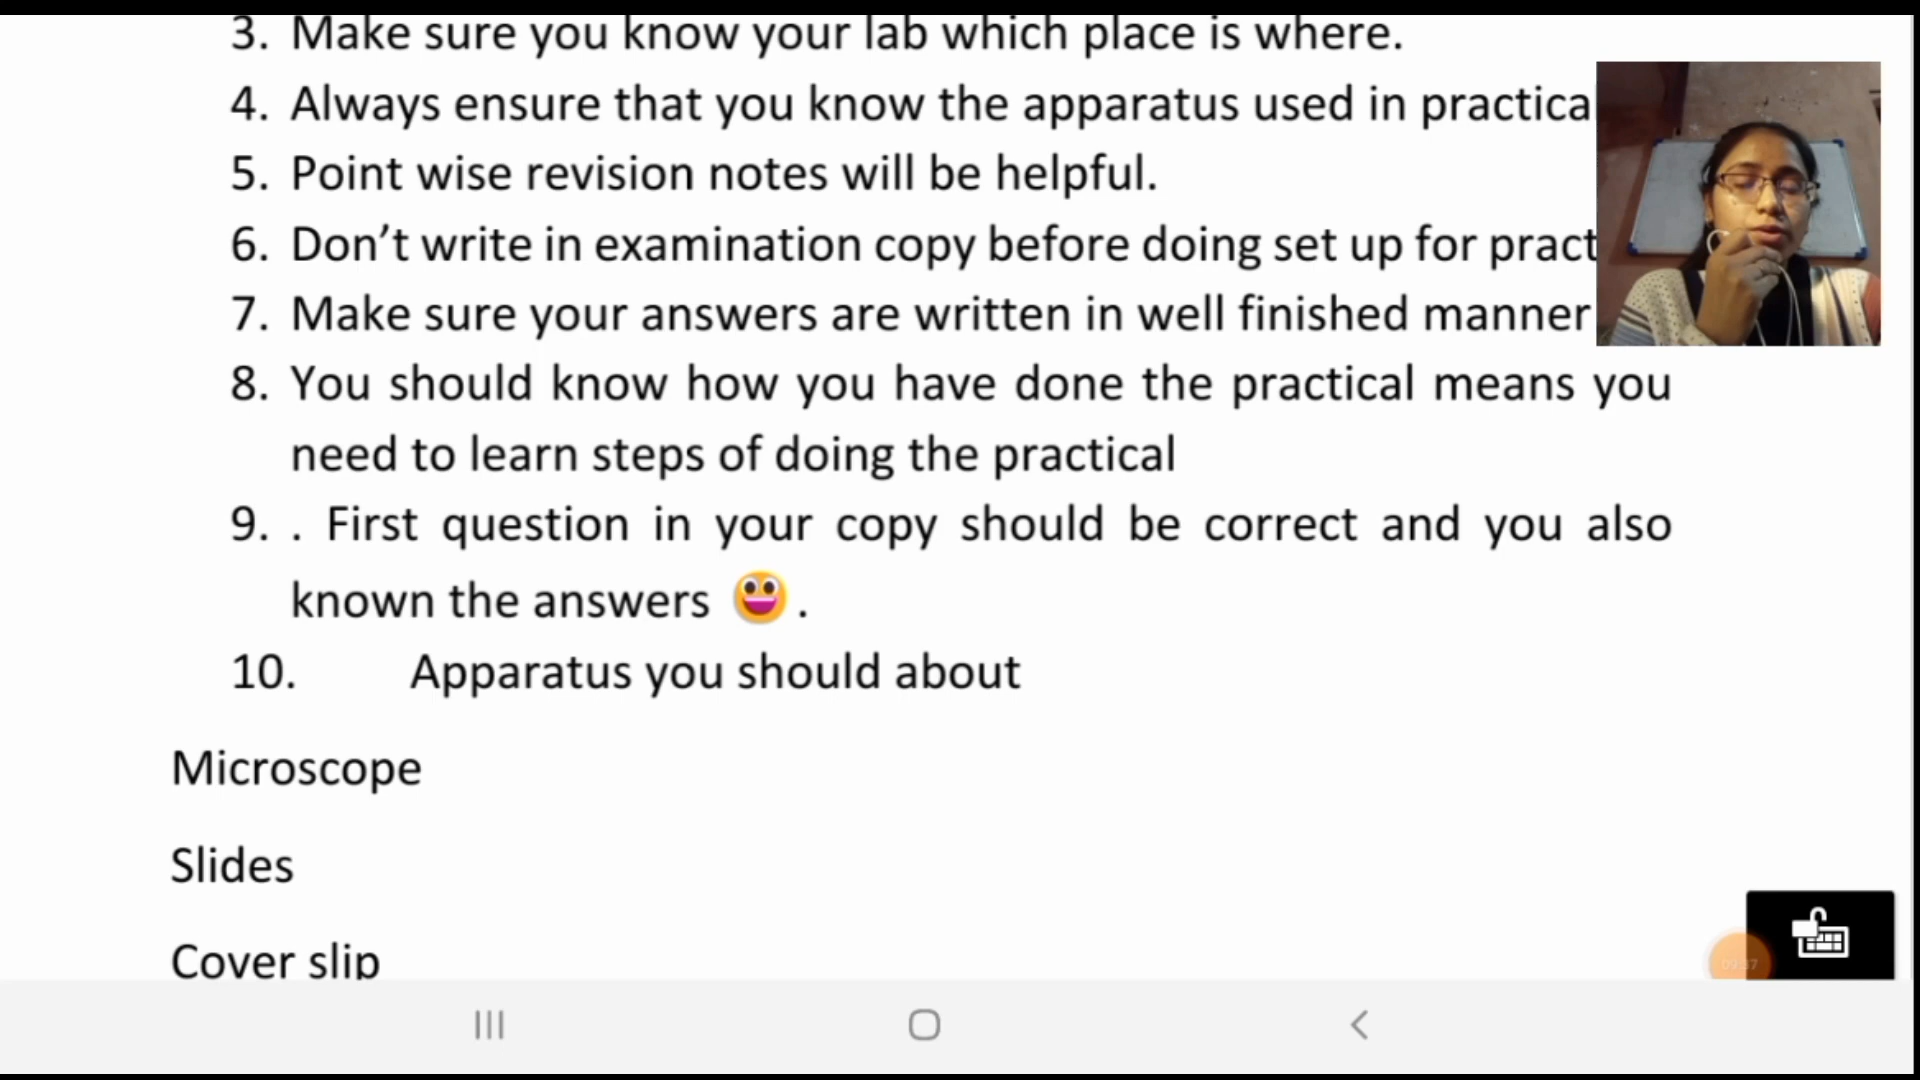 3. Make sure you know your lab which place is where.
4. Always ensure that you know the apparatus used in practica
5. Point wise revision notes will be helpful.
6. Don’t write in examination copy before doing set up for pract
7. Make sure your answers are written in well finished manner
8. You should know how you have done the practical means you
need to learn steps of doing the practical
9. . First question in your copy should be correct and you also
known the answers 😃 .
10. Apparatus you should about
Microscope
Slides
Cover slip
09:37